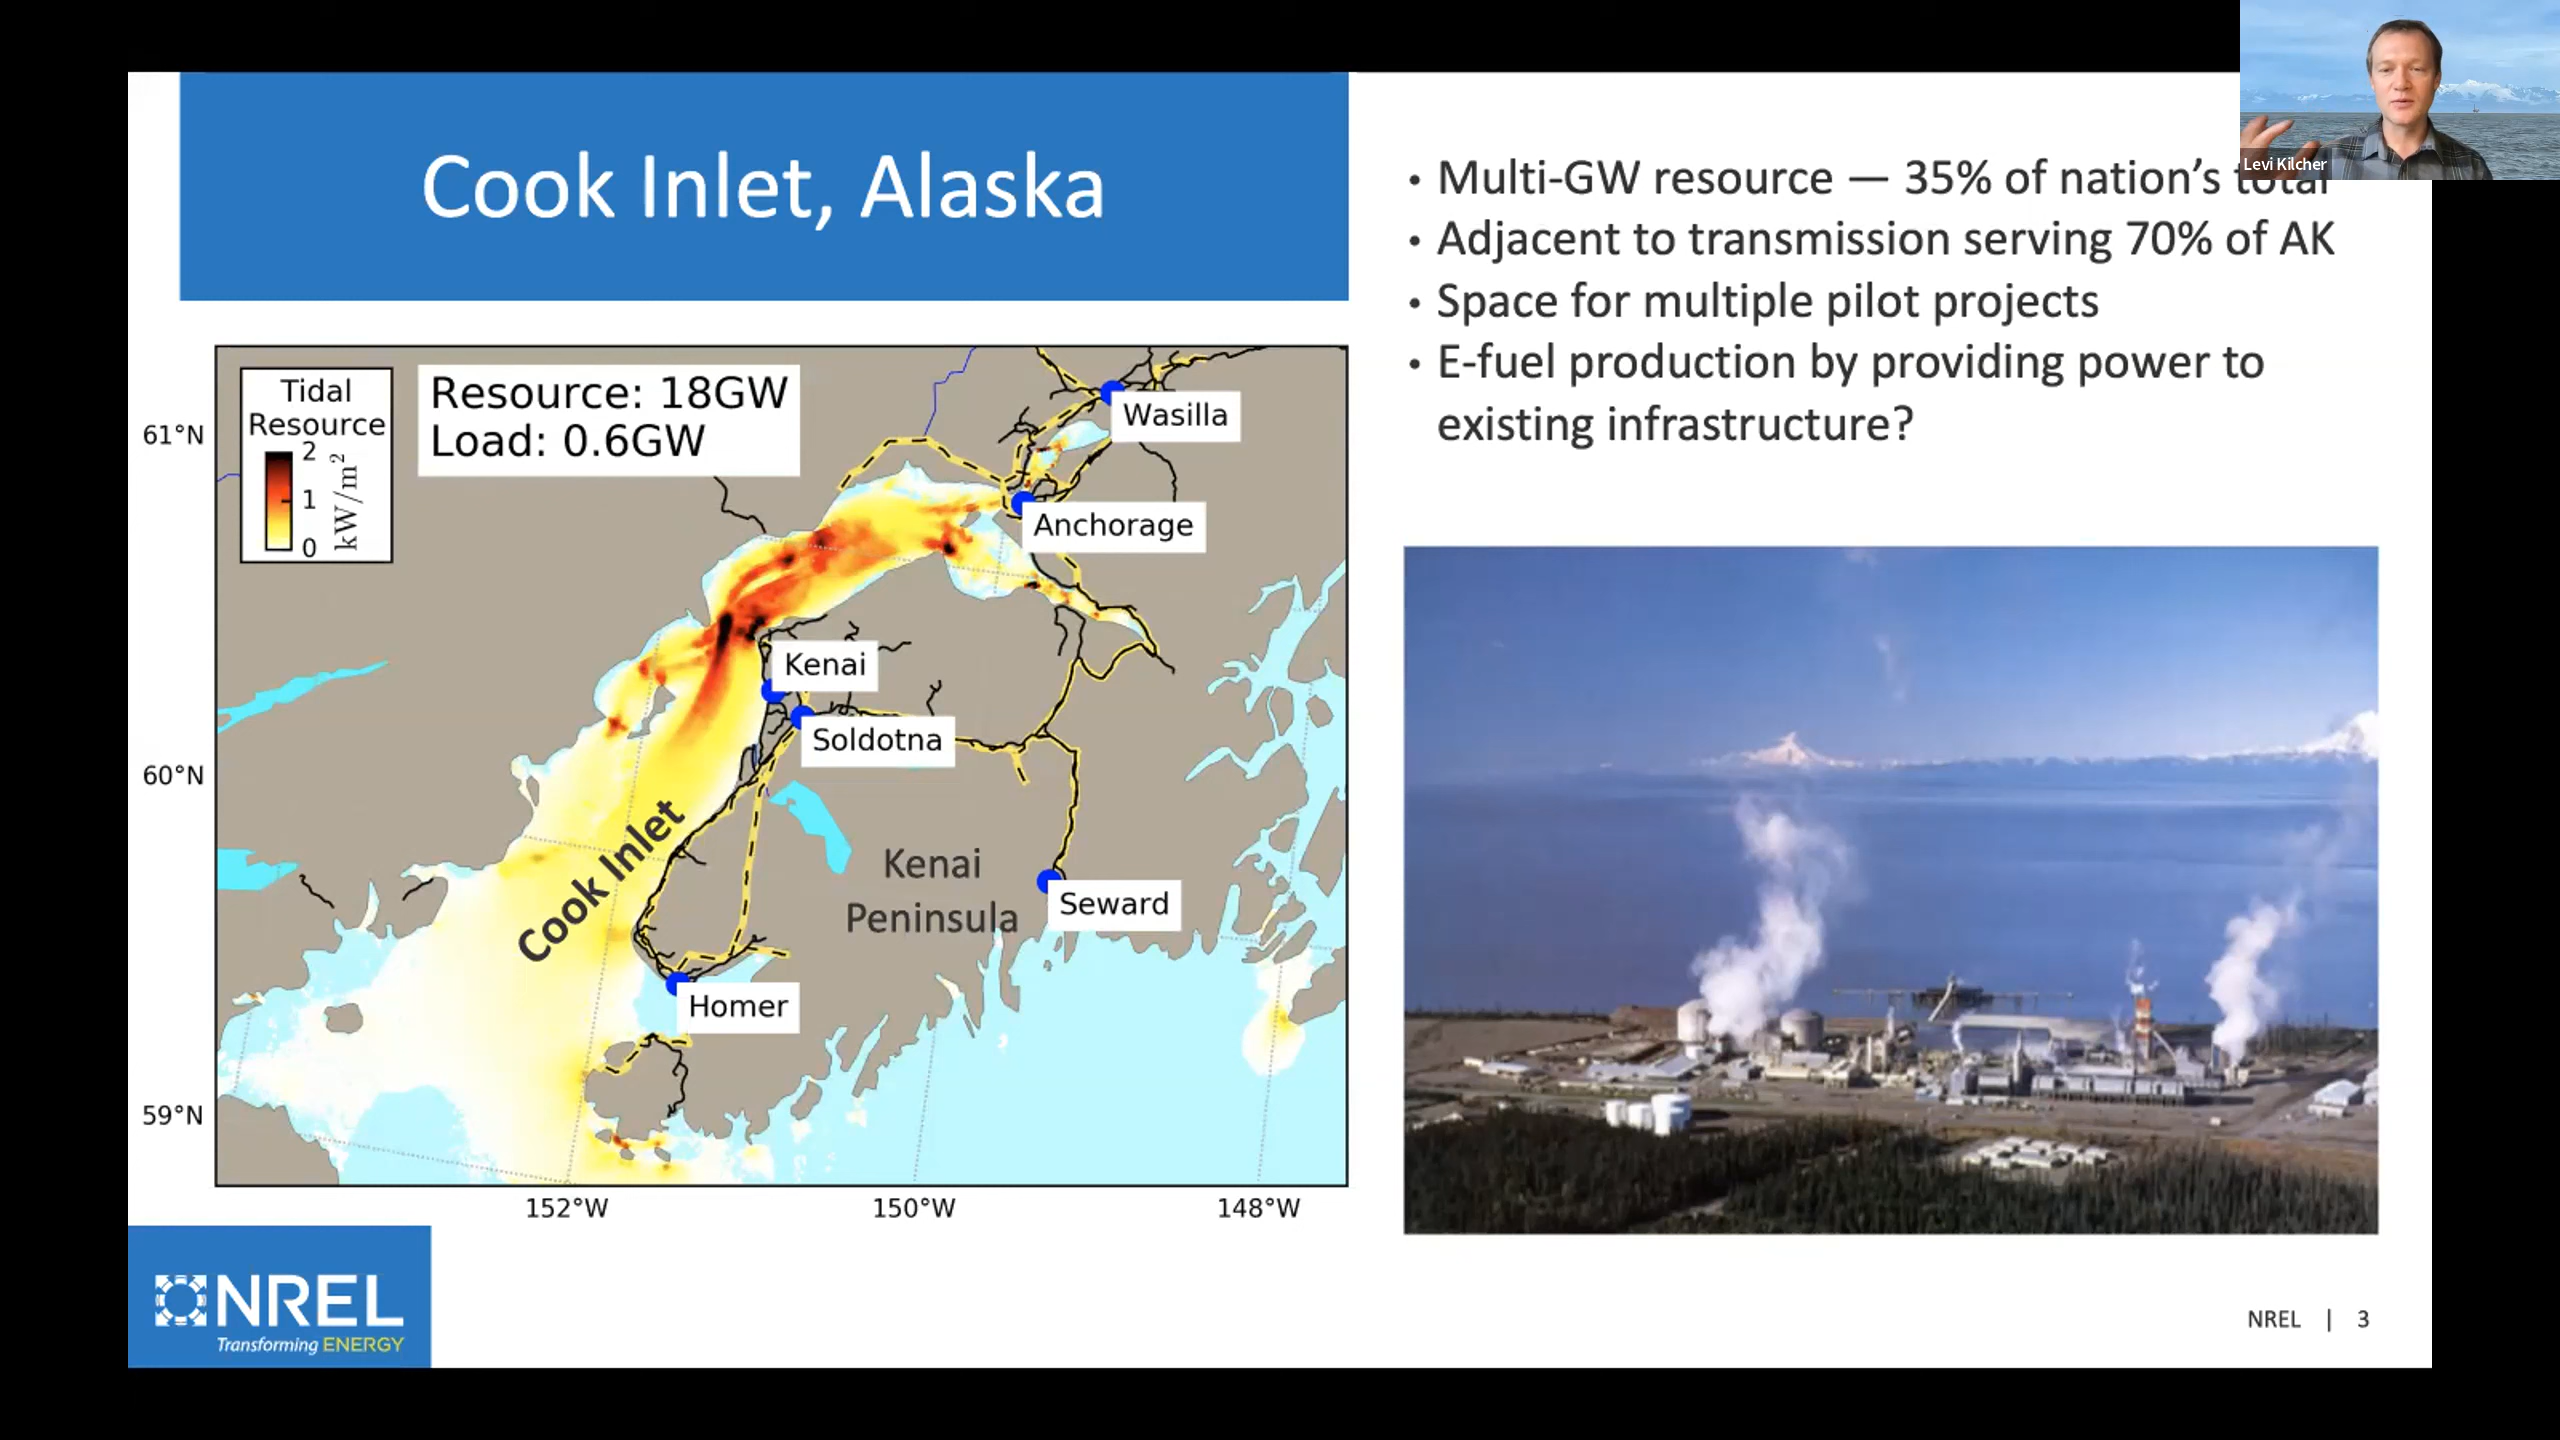 Levi Kilcher
Cook Inlet, Alaska
• Multi-GW resource — 35% of nation's total
• Adjacent to transmission serving 70% of AK
• Space for multiple pilot projects
• E-fuel production by providing power to
existing infrastructure?
Tidal
Resource
2
1
0
kW/m²
Resource: 18GW
Load: 0.6GW
61°N
60°N
59°N
152°W
150°W
148°W
Wasilla
Anchorage
Kenai
Soldotna
Cook Inlet
Kenai
Peninsula
Seward
Homer
NREL
Transforming ENERGY
NREL | 3